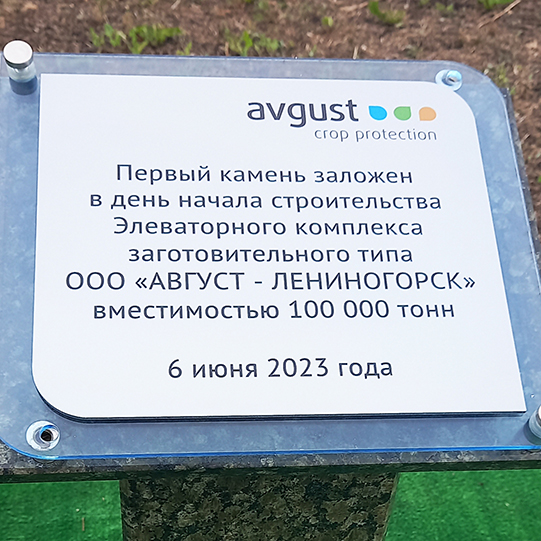 avgust
crop protection
Первый камень заложен
в день начала строительства
Элеваторного комплекса
заготовительного типа
ООО «АВГУСТ - ЛЕНИНОГОРСК»
вместимостью 100 000 тонн
6 июня 2023 года